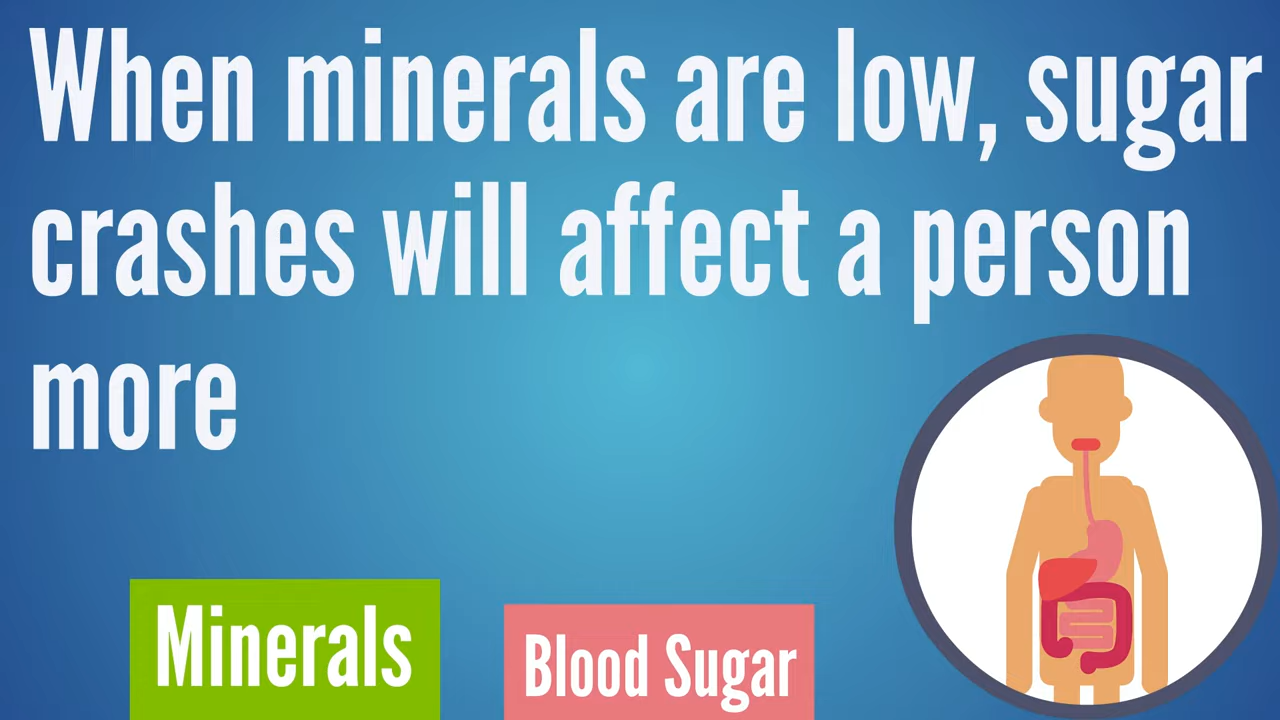 When minerals are low, sugar
crashes will affect a person
more
Minerals
Blood Sugar